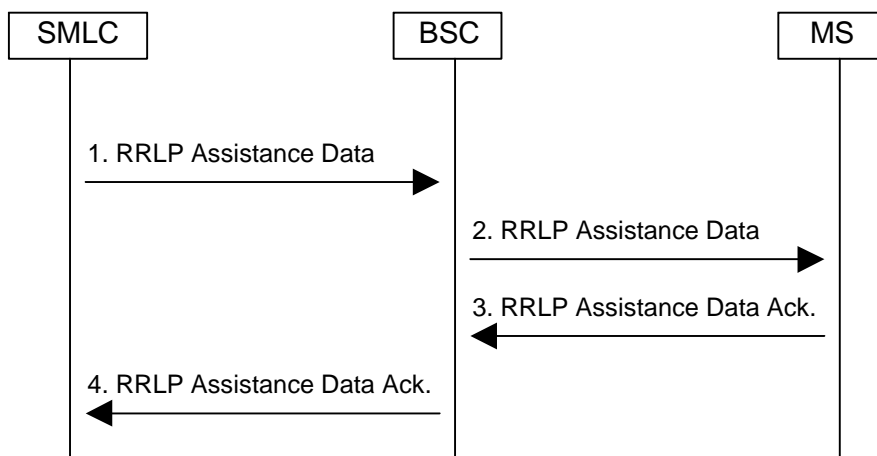 SMLC
BSC
MS
1. RRLP Assistance Data
2. RRLP Assistance Data
3. RRLP Assistance Data Ack.
4. RRLP Assistance Data Ack.